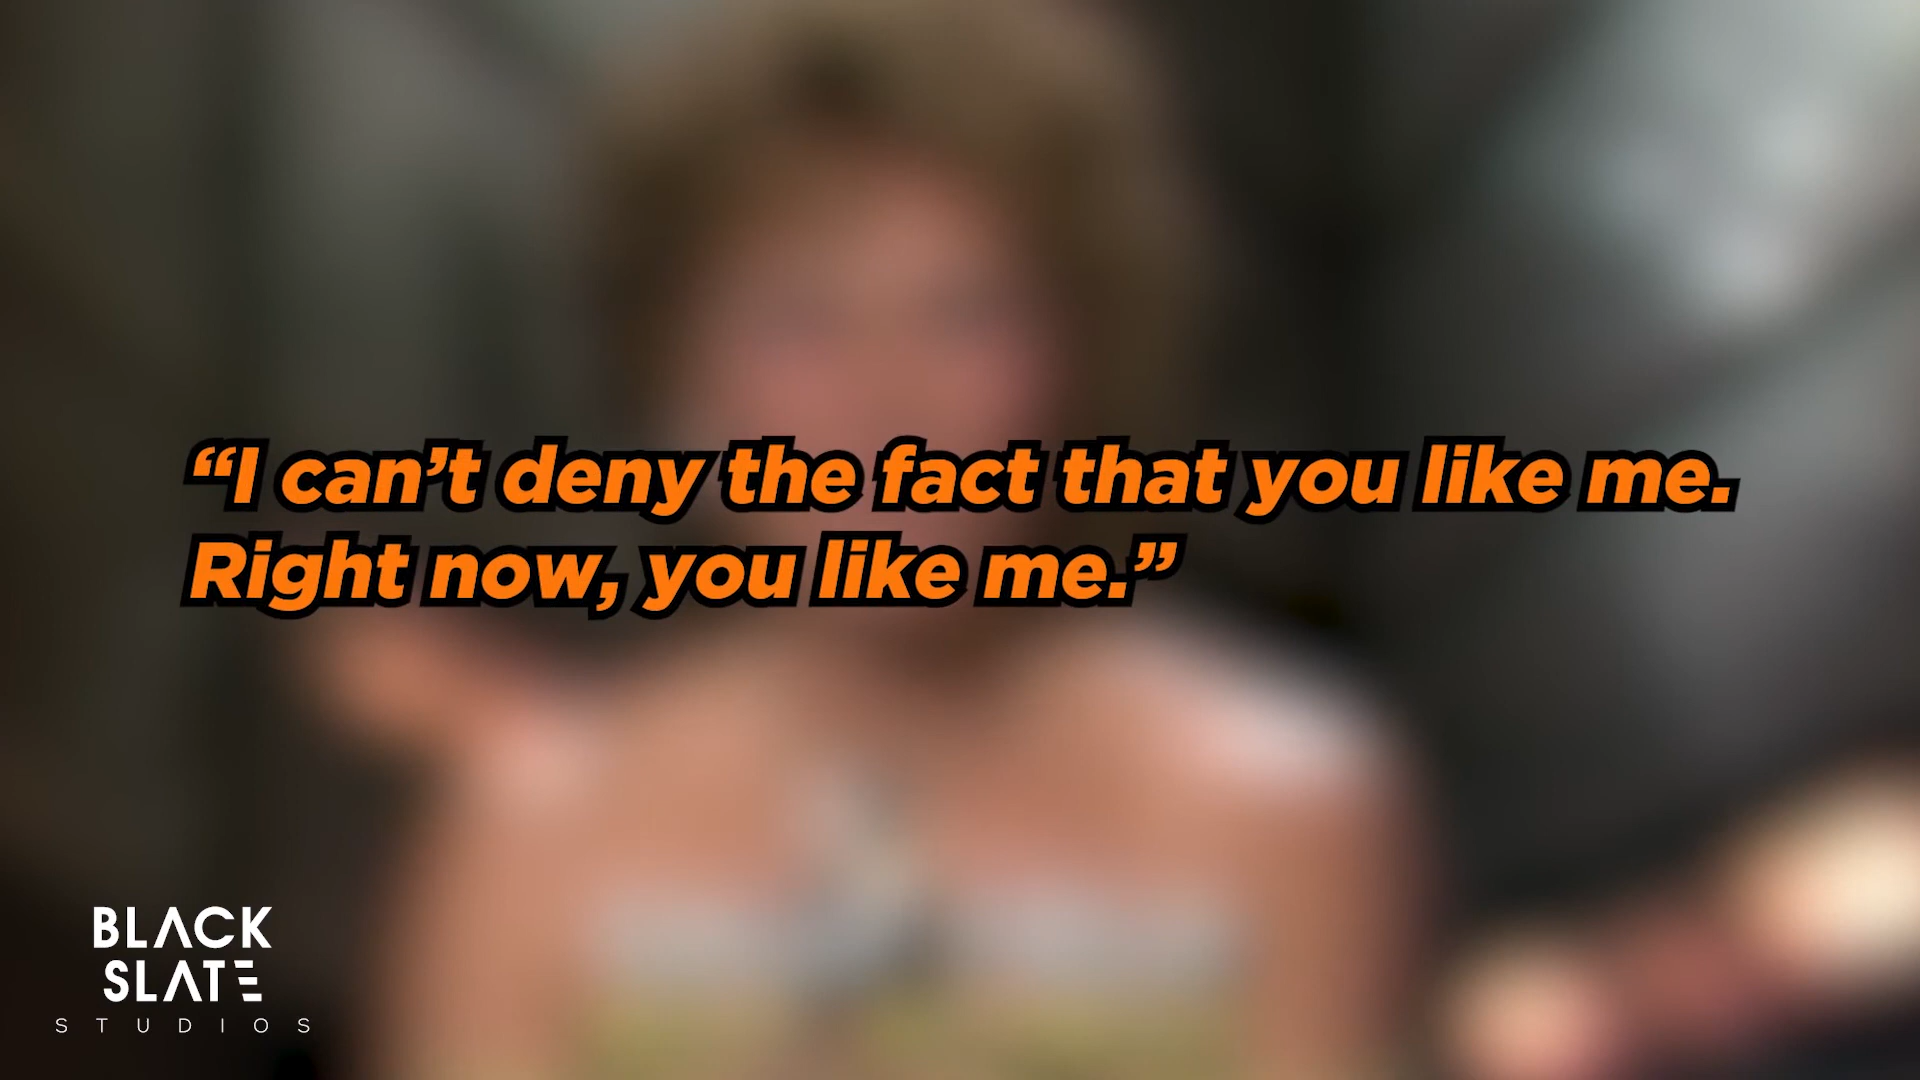 “I can’t deny the fact that you like me.
Right now, you like me.”
BLACK
SLATE
STUDIOS